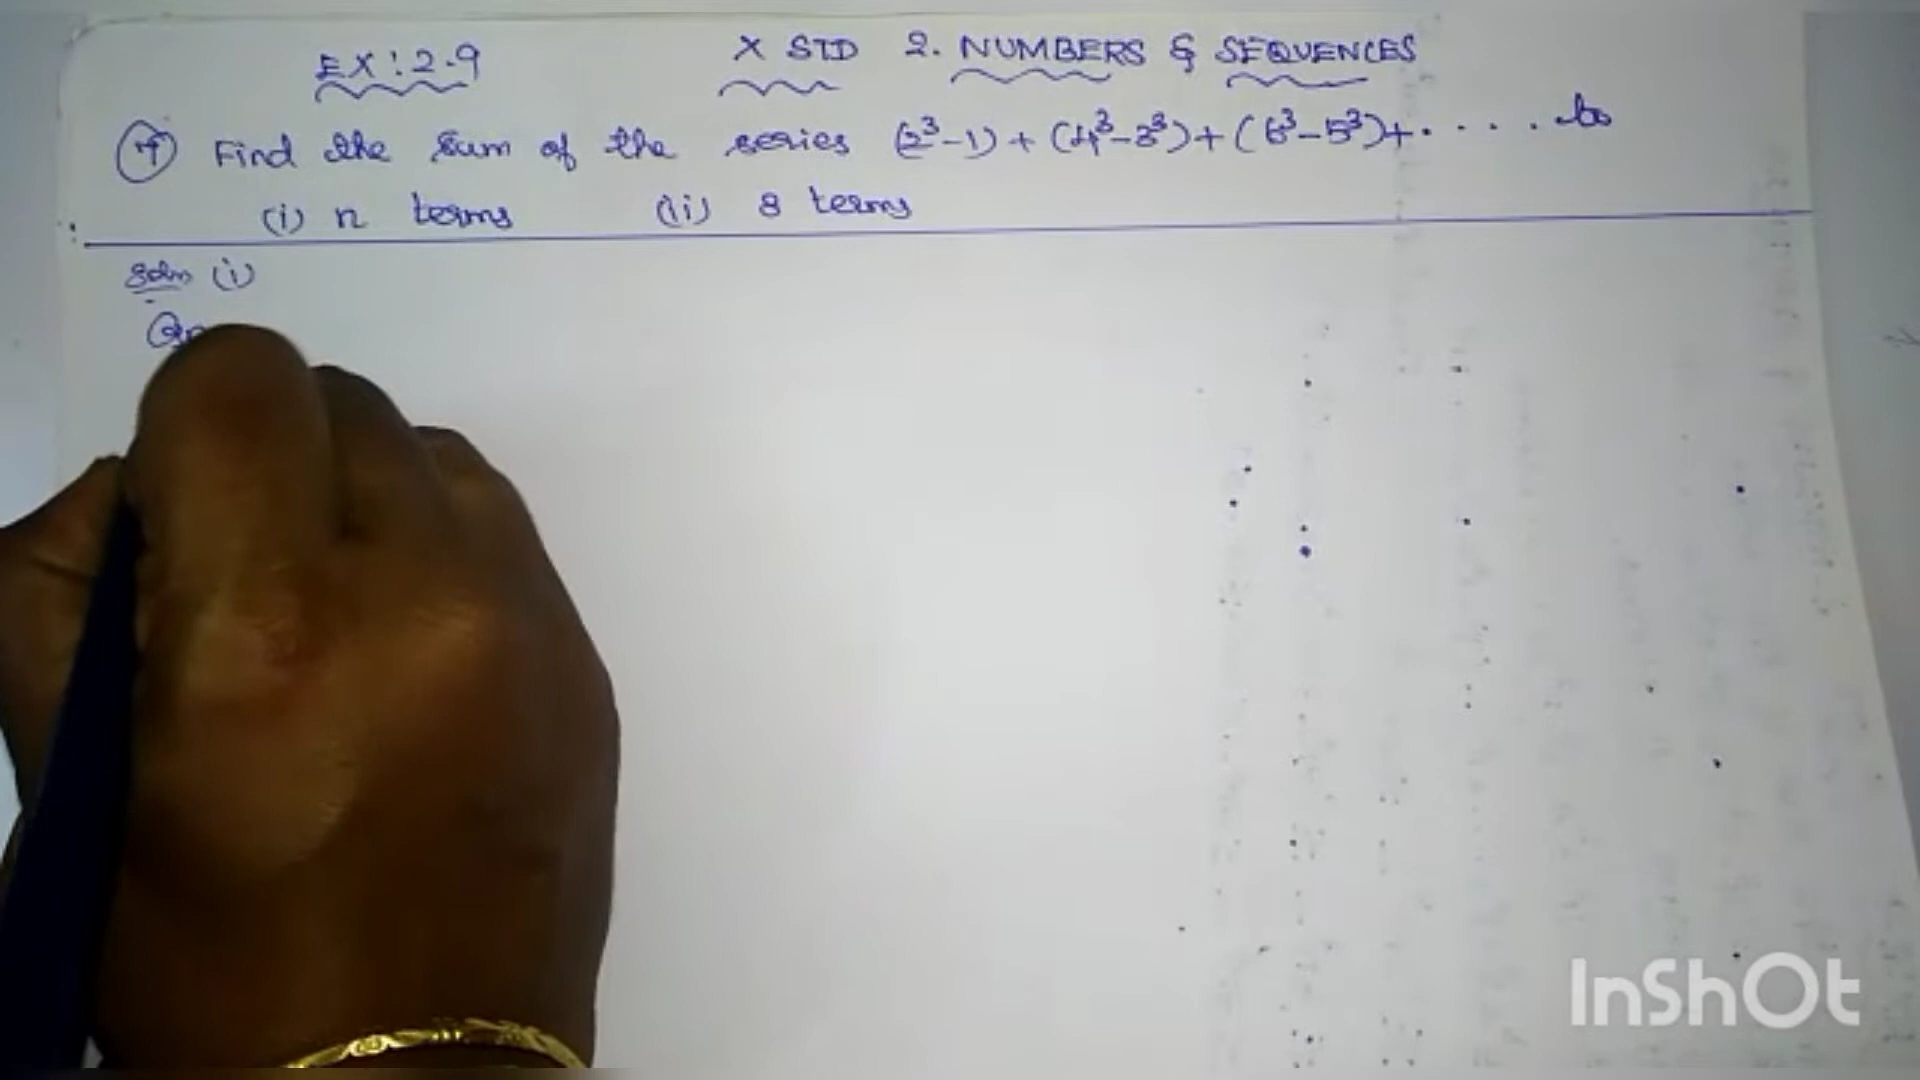 EX: 2.9 X STD 2. NUMBERS & SEQUENCES
7 Find the sum of the series (2³-1)+(4³-3³)+(6³-5³)+..... to
(i) n terms (ii) 8 terms
Soln (i)
InShOt